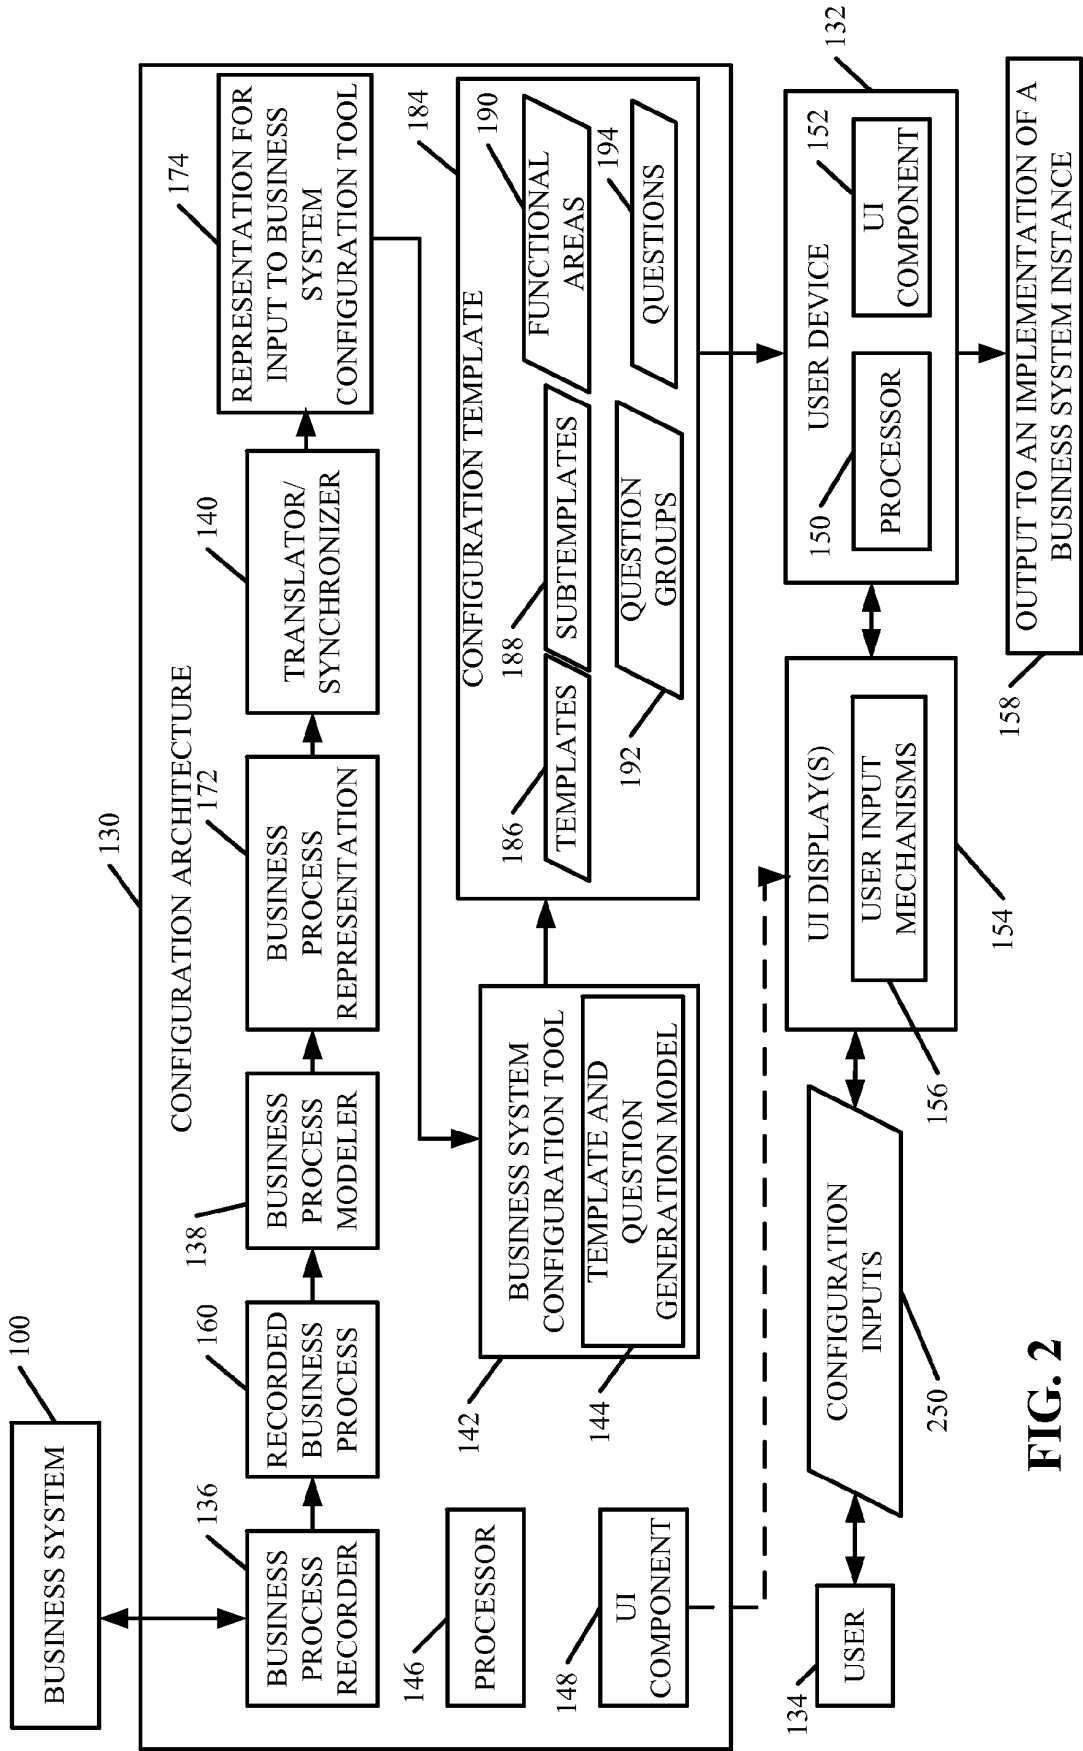 100
BUSINESS SYSTEM
130
CONFIGURATION ARCHITECTURE
136
BUSINESS
PROCESS
RECORDER
160
RECORDED
BUSINESS
PROCESS
138
BUSINESS
PROCESS
MODELER
172
BUSINESS
PROCESS
REPRESENTATION
140
TRANSLATOR/
SYNCHRONIZER
174
REPRESENTATION FOR
INPUT TO BUSINESS
SYSTEM
CONFIGURATION TOOL
146
PROCESSOR
148
UI
COMPONENT
142
BUSINESS SYSTEM
CONFIGURATION TOOL
144
TEMPLATE AND
QUESTION
GENERATION MODEL
184
CONFIGURATION TEMPLATE
186
TEMPLATES
188
SUBTEMPLATES
190
FUNCTIONAL
AREAS
192
QUESTION
GROUPS
194
QUESTIONS
134
USER
CONFIGURATION
INPUTS
250
UI DISPLAY(S)
USER INPUT
MECHANISMS
156
154
132
USER DEVICE
150
PROCESSOR
152
UI
COMPONENT
158
OUTPUT TO AN IMPLEMENTATION OF A
BUSINESS SYSTEM INSTANCE
FIG. 2